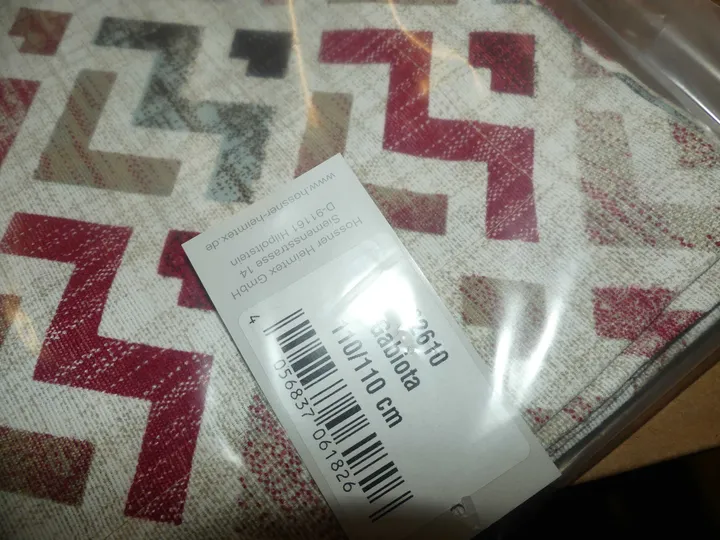 Hossner Heimtex GmbH
Siemensstrasse 14
D-91161 Hilpoltstein
www.hossner-heimtex.de
2610
Gabiota
110/110 cm
4 056837 061826